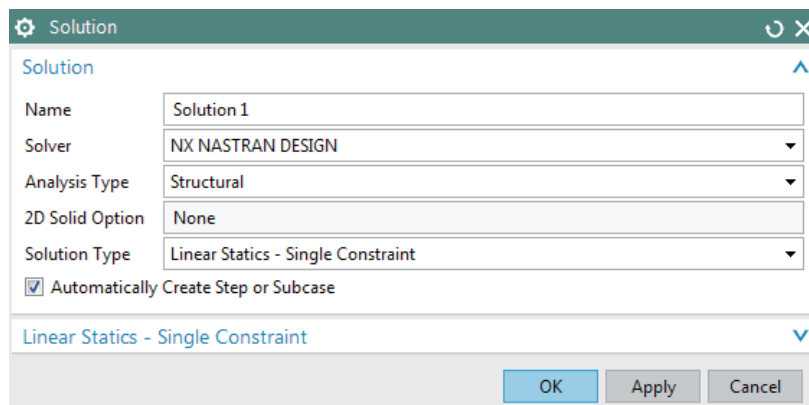 Solution
Solution
Name Solution 1
Solver NX NASTRAN DESIGN
Analysis Type Structural
2D Solid Option None
Solution Type Linear Statics - Single Constraint
Automatically Create Step or Subcase
Linear Statics - Single Constraint
OK Apply Cancel